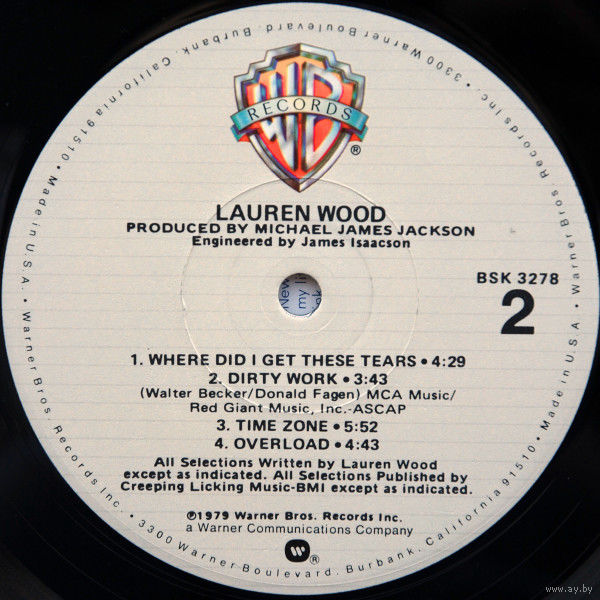 WB
RECORDS
®
LAUREN WOOD
PRODUCED BY MICHAEL JAMES JACKSON
Engineered by James Isaacson
BSK 3278
2
New
my li
1. WHERE DID I GET THESE TEARS • 4:29
2. DIRTY WORK • 3:43
(Walter Becker/Donald Fagen) MCA Music/
Red Giant Music, Inc.-ASCAP
3. TIME ZONE • 5:52
4. OVERLOAD • 4:43
All Selections Written by Lauren Wood
except as indicated. All Selections Published by
Creeping Licking Music-BMI except as indicated.
℗1979 Warner Bros. Records Inc.
a Warner Communications Company
®
• Made in U.S.A. • Warner Bros. Records Inc. • 3300 Warner Boulevard, Burbank, California 91510 • Made in U.S.A. • Warner Bros. Records Inc. • 3300 Warner Boulevard, Burbank, California 91510
www.ay.by